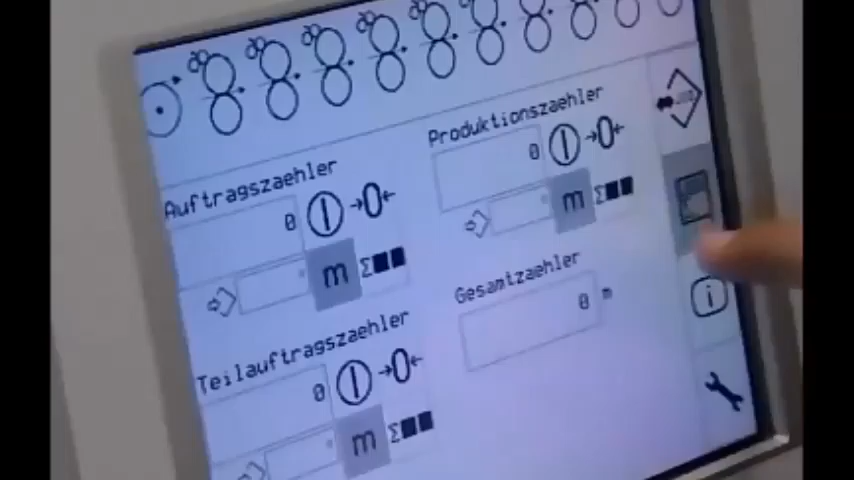 Auftragszaehler
0
m Σ
Teilauftragszaehler
0
m Σ
Produktionszaehler
0
m Σ
Gesamtzaehler
0 m
i